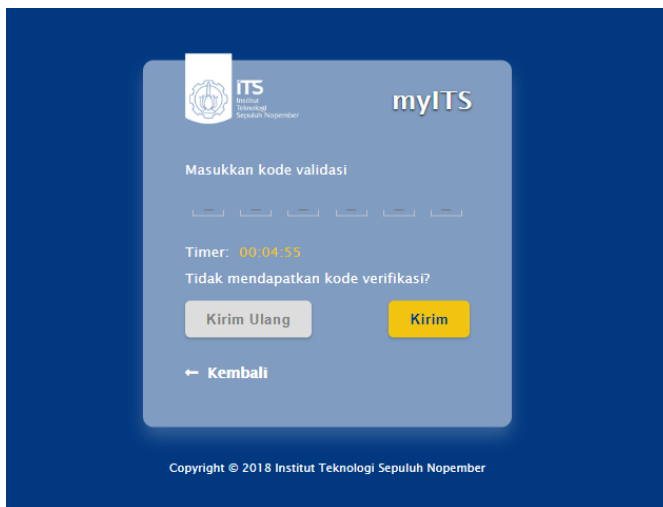 iTS
Institut
Teknologi
Sepuluh Nopember
myITS
Masukkan kode validasi
Timer: 00:04:55
Tidak mendapatkan kode verifikasi?
Kirim Ulang
Kirim
← Kembali
Copyright © 2018 Institut Teknologi Sepuluh Nopember